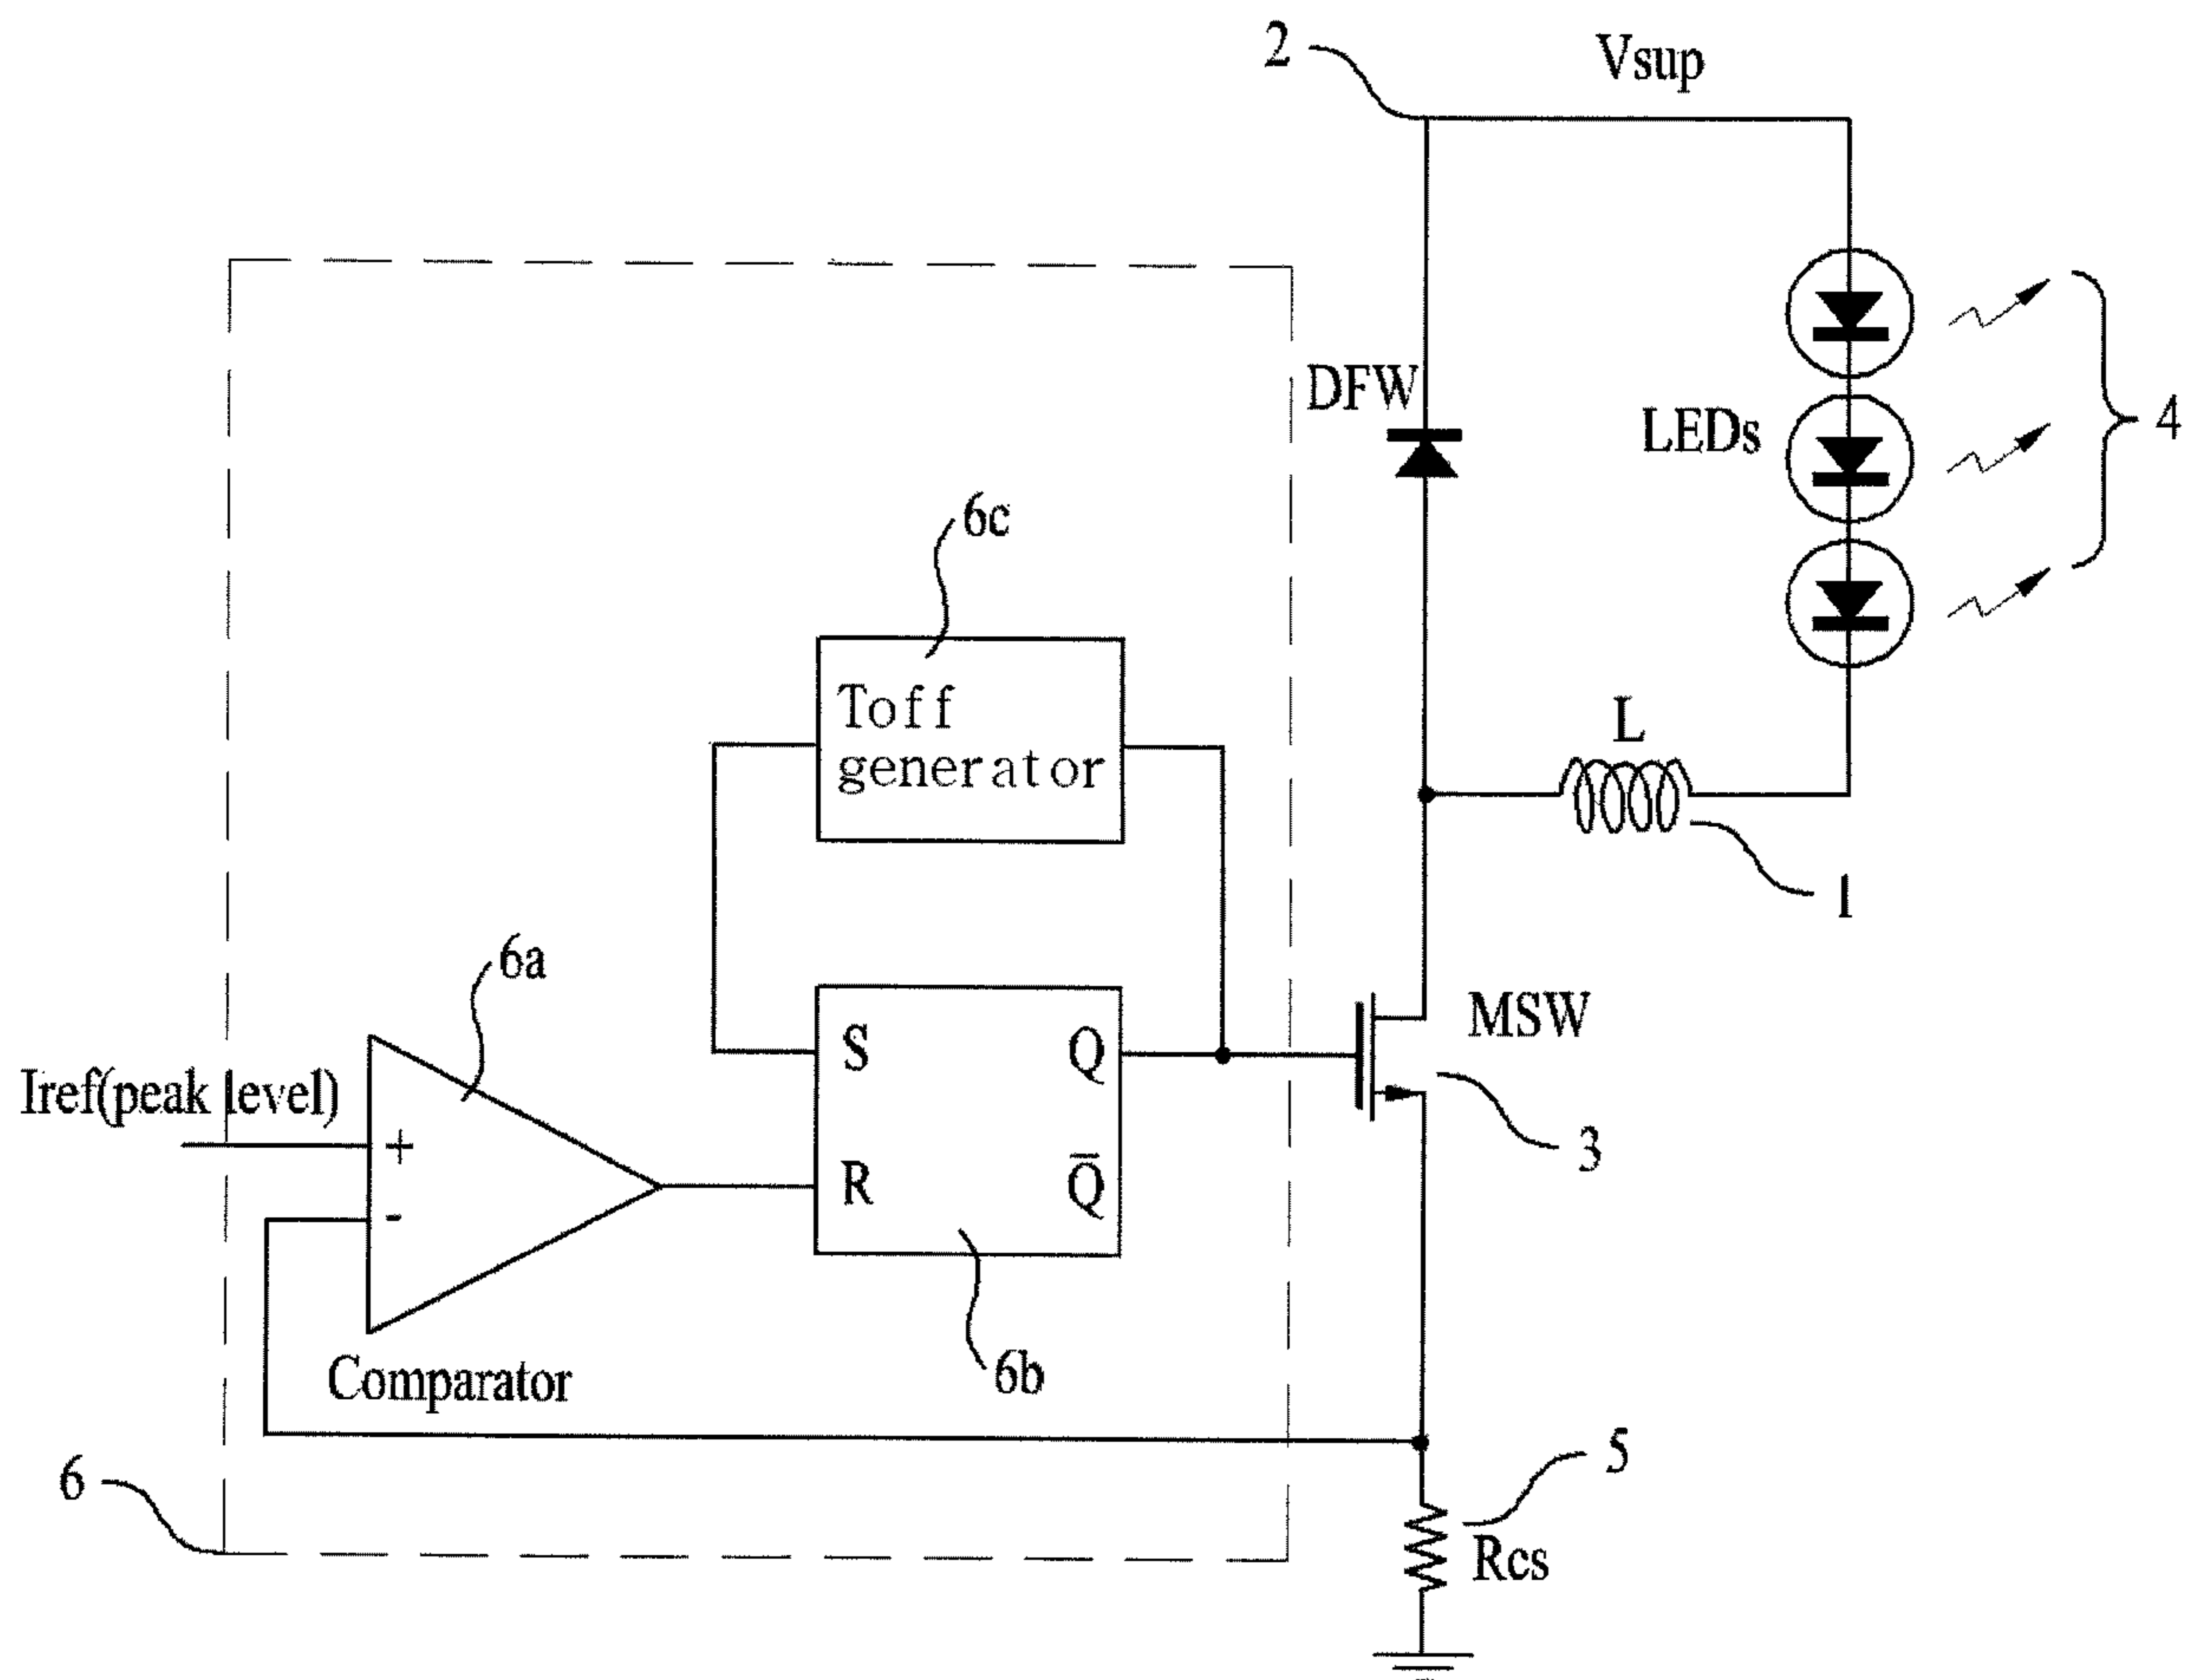 2
Vsup
DFW
LEDs
4
6c
Toff
generator
L
1
6a
S
Q
MSW
Iref(peak level)
+
3
R
Q̅
-
Comparator
6b
5
6
Rcs